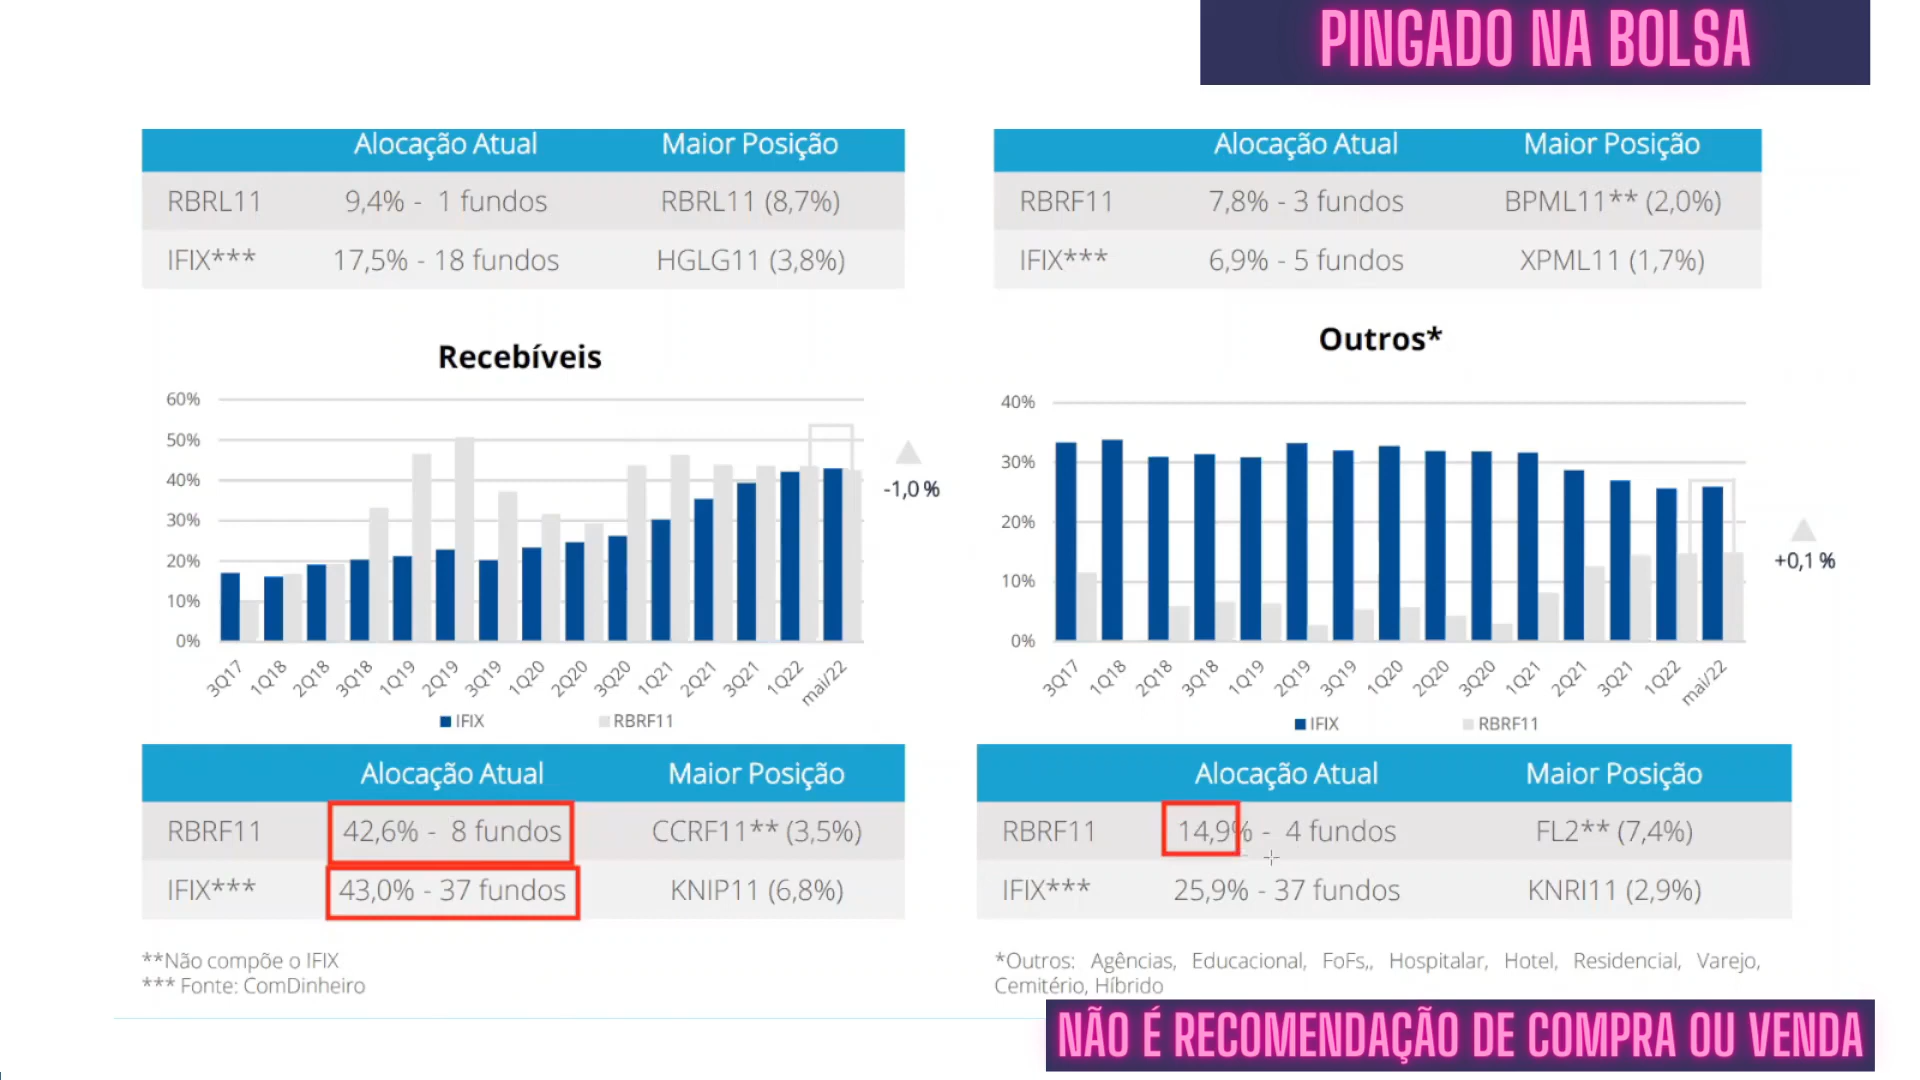 PINGADO NA BOLSA
Alocação Atual Maior Posição
RBRL11 9,4% - 1 fundos RBRL11 (8,7%)
IFIX*** 17,5% - 18 fundos HGLG11 (3,8%)
Alocação Atual Maior Posição
RBRF11 7,8% - 3 fundos BPML11** (2,0%)
IFIX*** 6,9% - 5 fundos XPML11 (1,7%)
Recebíveis
60%
50%
40%
30%
20%
10%
0%
-1,0 %
3Q17 1Q18 2Q18 3Q18 1Q19 2Q19 3Q19 1Q20 2Q20 3Q20 1Q21 2Q21 3Q21 1Q22 mai/22
IFIX RBRF11
Outros*
40%
30%
20%
10%
0%
+0,1 %
3Q17 1Q18 2Q18 3Q18 1Q19 2Q19 3Q19 1Q20 2Q20 3Q20 1Q21 2Q21 3Q21 1Q22 mai/22
IFIX RBRF11
Alocação Atual Maior Posição
RBRF11 42,6% - 8 fundos CCRF11** (3,5%)
IFIX*** 43,0% - 37 fundos KNIP11 (6,8%)
Alocação Atual Maior Posição
RBRF11 14,9% - 4 fundos FL2** (7,4%)
IFIX*** 25,9% - 37 fundos KNRI11 (2,9%)
**Não compõe o IFIX
*** Fonte: ComDinheiro
*Outros: Agências, Educacional, FoFs,, Hospitalar, Hotel, Residencial, Varejo,
Cemitério, Híbrido
NÃO É RECOMENDAÇÃO DE COMPRA OU VENDA